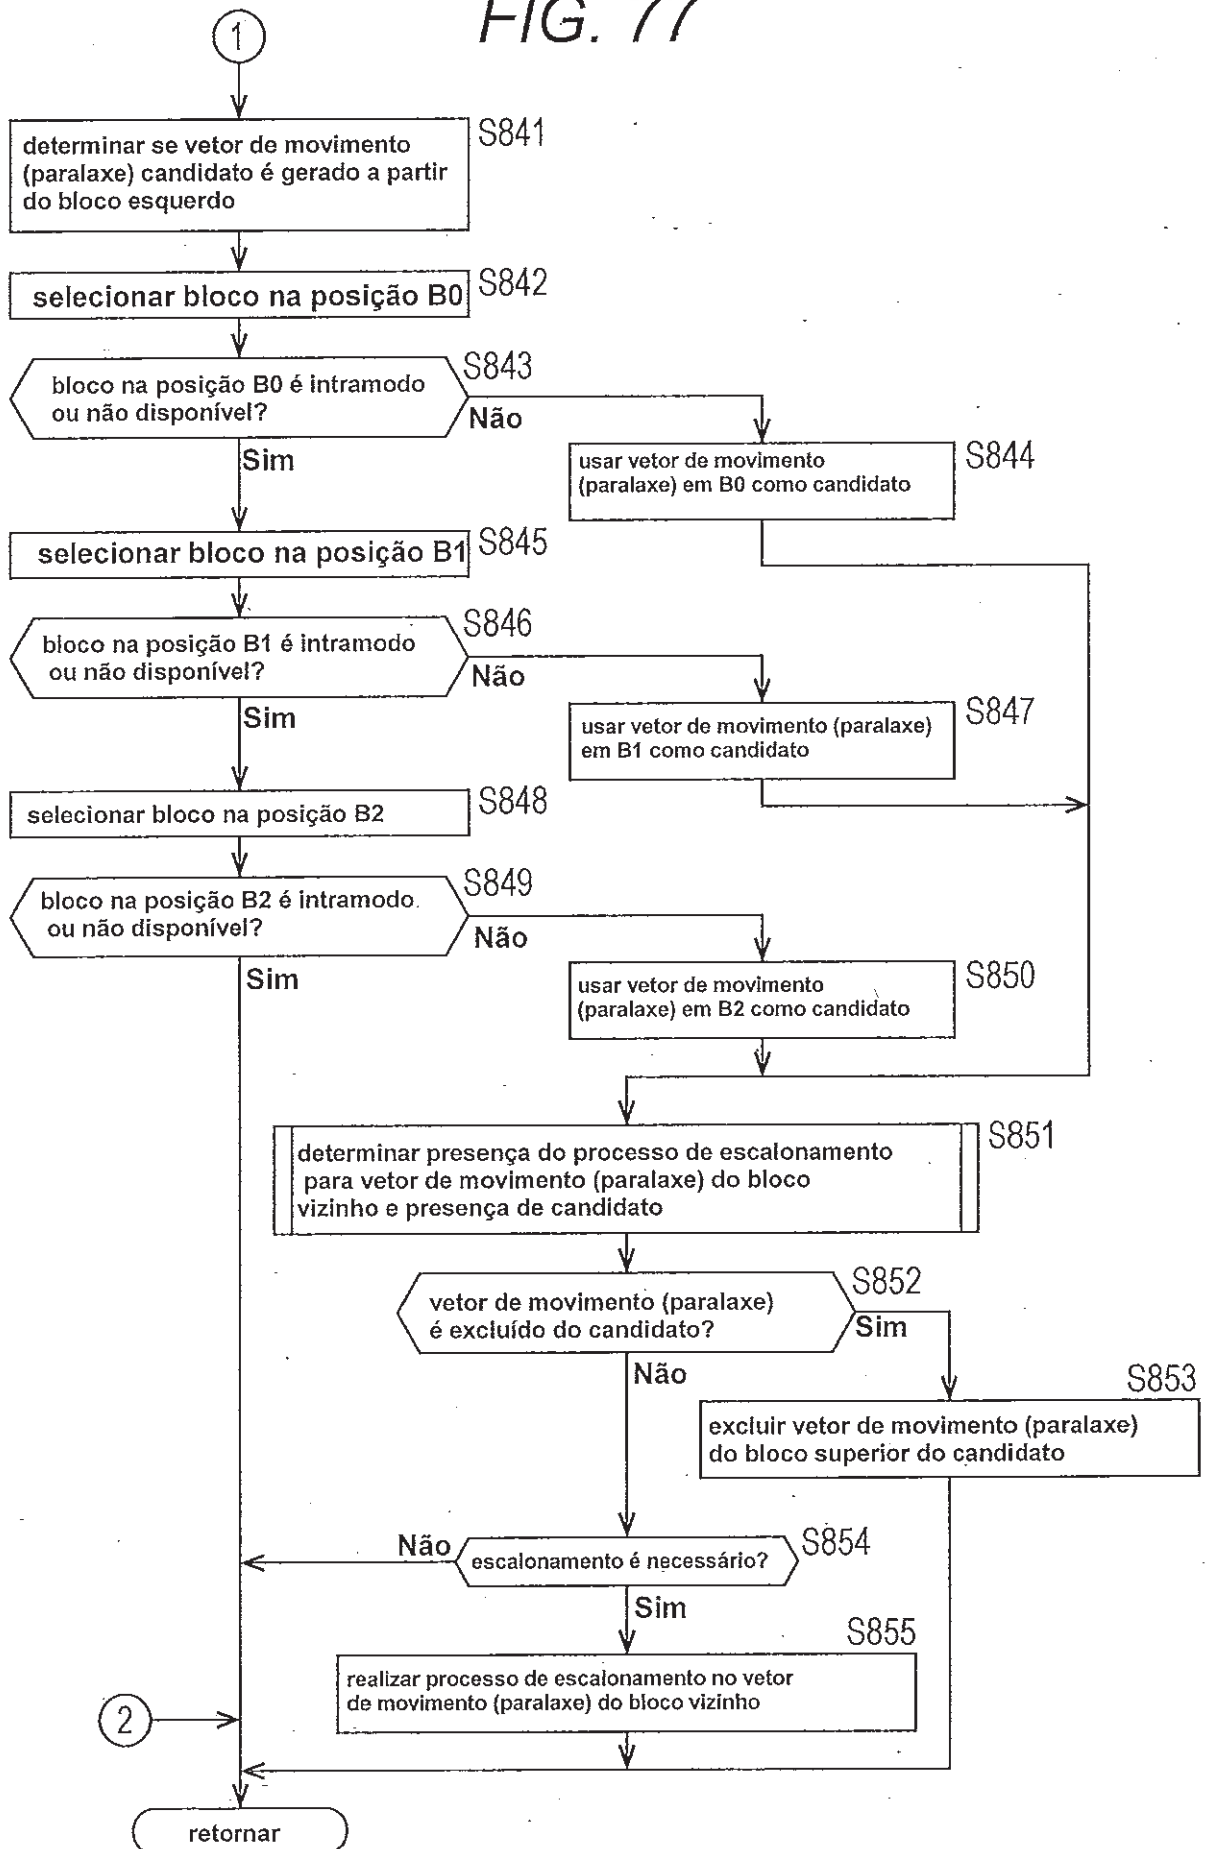 FIG. 77
1
determinar se vetor de movimento
(paralaxe) candidato é gerado a partir
do bloco esquerdo
S841
selecionar bloco na posição B0
S842
bloco na posição B0 é intramodo
ou não disponível?
S843
Não
Sim
usar vetor de movimento
(paralaxe) em B0 como candidato
S844
selecionar bloco na posição B1
S845
bloco na posição B1 é intramodo
ou não disponível?
S846
Não
Sim
usar vetor de movimento (paralaxe)
em B1 como candidato
S847
selecionar bloco na posição B2
S848
bloco na posição B2 é intramodo
ou não disponível?
S849
Não
Sim
usar vetor de movimento
(paralaxe) em B2 como candidato
S850
determinar presença do processo de escalonamento
para vetor de movimento (paralaxe) do bloco
vizinho e presença de candidato
S851
vetor de movimento (paralaxe)
é excluído do candidato?
S852
Sim
Não
S853
excluir vetor de movimento (paralaxe)
do bloco superior do candidato
Não
escalonamento é necessário?
S854
Sim
S855
realizar processo de escalonamento no vetor
de movimento (paralaxe) do bloco vizinho
2
retornar